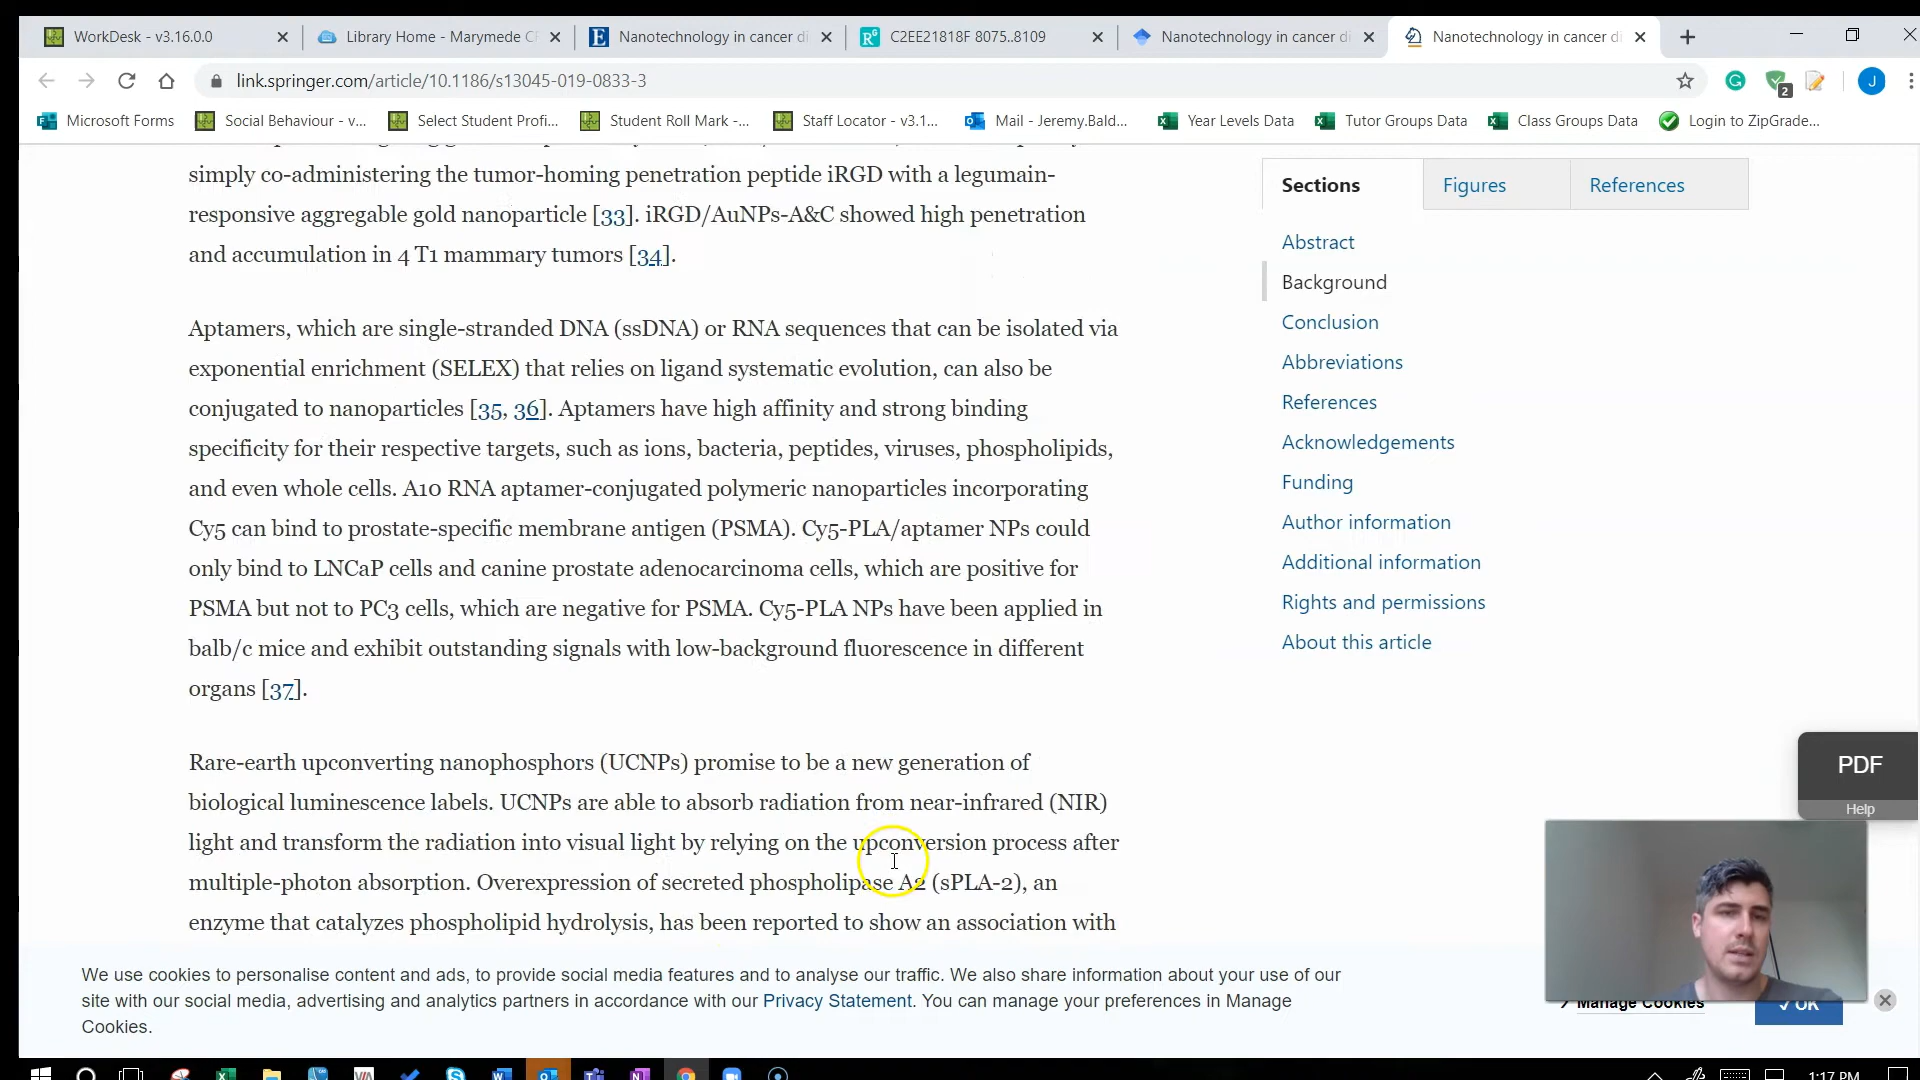 WorkDesk - v3.16.0.0
Library Home - Marymede C
Nanotechnology in cancer di
C2EE21818F 8075..8109
Nanotechnology in cancer di
Nanotechnology in cancer di
link.springer.com/article/10.1186/s13045-019-0833-3
2
J
Microsoft Forms
Social Behaviour - v...
Select Student Profi...
Student Roll Mark -...
Staff Locator - v3.1...
Mail - Jeremy.Bald...
Year Levels Data
Tutor Groups Data
Class Groups Data
Login to ZipGrade...
simply co-administering the tumor-homing penetration peptide iRGD with a legumain-
responsive aggregable gold nanoparticle [33]. iRGD/AuNPs-A&C showed high penetration
and accumulation in 4 T1 mammary tumors [34].
Aptamers, which are single-stranded DNA (ssDNA) or RNA sequences that can be isolated via
exponential enrichment (SELEX) that relies on ligand systematic evolution, can also be
conjugated to nanoparticles [35, 36]. Aptamers have high affinity and strong binding
specificity for their respective targets, such as ions, bacteria, peptides, viruses, phospholipids,
and even whole cells. A10 RNA aptamer-conjugated polymeric nanoparticles incorporating
Cy5 can bind to prostate-specific membrane antigen (PSMA). Cy5-PLA/aptamer NPs could
only bind to LNCaP cells and canine prostate adenocarcinoma cells, which are positive for
PSMA but not to PC3 cells, which are negative for PSMA. Cy5-PLA NPs have been applied in
balb/c mice and exhibit outstanding signals with low-background fluorescence in different
organs [37].
Rare-earth upconverting nanophosphors (UCNPs) promise to be a new generation of
biological luminescence labels. UCNPs are able to absorb radiation from near-infrared (NIR)
light and transform the radiation into visual light by relying on the upconversion process after
multiple-photon absorption. Overexpression of secreted phospholipase A2 (sPLA-2), an
enzyme that catalyzes phospholipid hydrolysis, has been reported to show an association with
Sections
Figures
References
Abstract
Background
Conclusion
Abbreviations
References
Acknowledgements
Funding
Author information
Additional information
Rights and permissions
About this article
PDF
Help
We use cookies to personalise content and ads, to provide social media features and to analyse our traffic. We also share information about your use of our
site with our social media, advertising and analytics partners in accordance with our Privacy Statement. You can manage your preferences in Manage
Cookies.
Manage Cookies
OK
1:17 PM